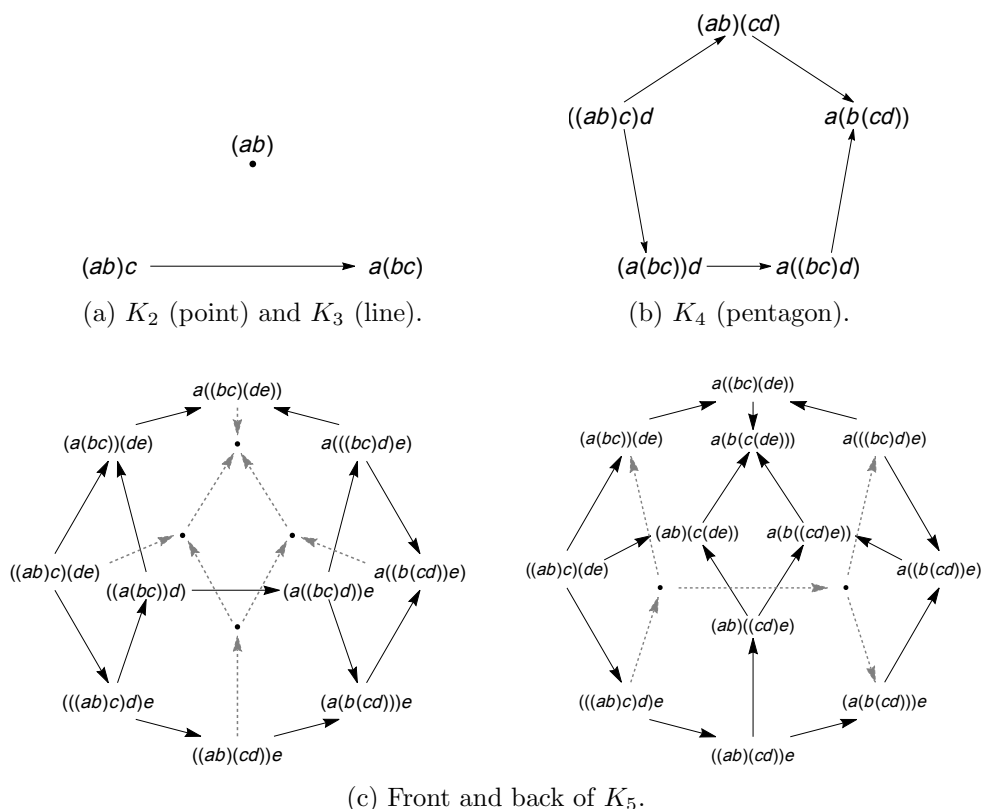 (ab)(cd)
((ab)c)d
a(b(cd))
(ab)
(ab)c
a(bc)
(a(bc))d
a((bc)d)
(a) K₂ (point) and K₃ (line).
(b) K₄ (pentagon).
a((bc)(de))
(a(bc))(de)
a(((bc)d)e)
((ab)c)(de)
((a(bc))d)
(a((bc)d))e
a((b(cd))e)
(((ab)c)d)e
(a(b(cd)))e
((ab)(cd))e
a((bc)(de))
(a(bc))(de)
a(b(c(de)))
a(((bc)d)e)
(ab)(c(de))
a(b((cd)e))
((ab)c)(de)
a((b(cd))e)
(ab)((cd)e)
(((ab)c)d)e
(a(b(cd)))e
((ab)(cd))e
(c) Front and back of K₅.